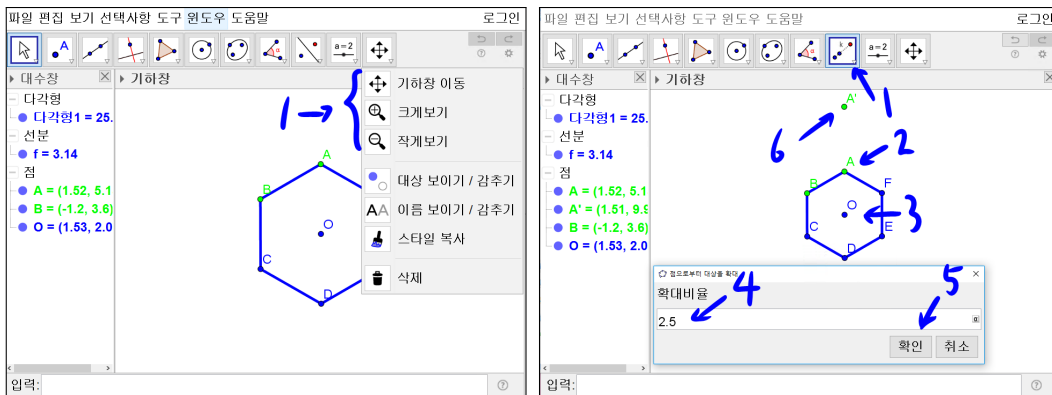 파일 편집 보기 선택사항 도구 윈도우 도움말 로그인
A α a=2
대수창 기하창
다각형
다각형1 = 25.
선분
f = 3.14
점
A = (1.52, 5.1
B = (-1.2, 3.6)
O = (1.53, 2.0
1
기하창 이동
크게보기
작게보기
대상 보이기 / 감추기
AA 이름 보이기 / 감추기
스타일 복사
삭제
A
B
O
C
D
입력:
파일 편집 보기 선택사항 도구 윈도우 도움말 로그인
A α a=2
대수창 기하창
다각형
다각형1 = 25.
선분
f = 3.14
점
A = (1.52, 5.1
A' = (1.51, 9.9
B = (-1.2, 3.6)
O = (1.53, 2.0
A'
1
6
A 2
B F
O 3
C E
D
점으로부터 대상을 확대
확대비율
4
2.5
5
α
확인 취소
입력: